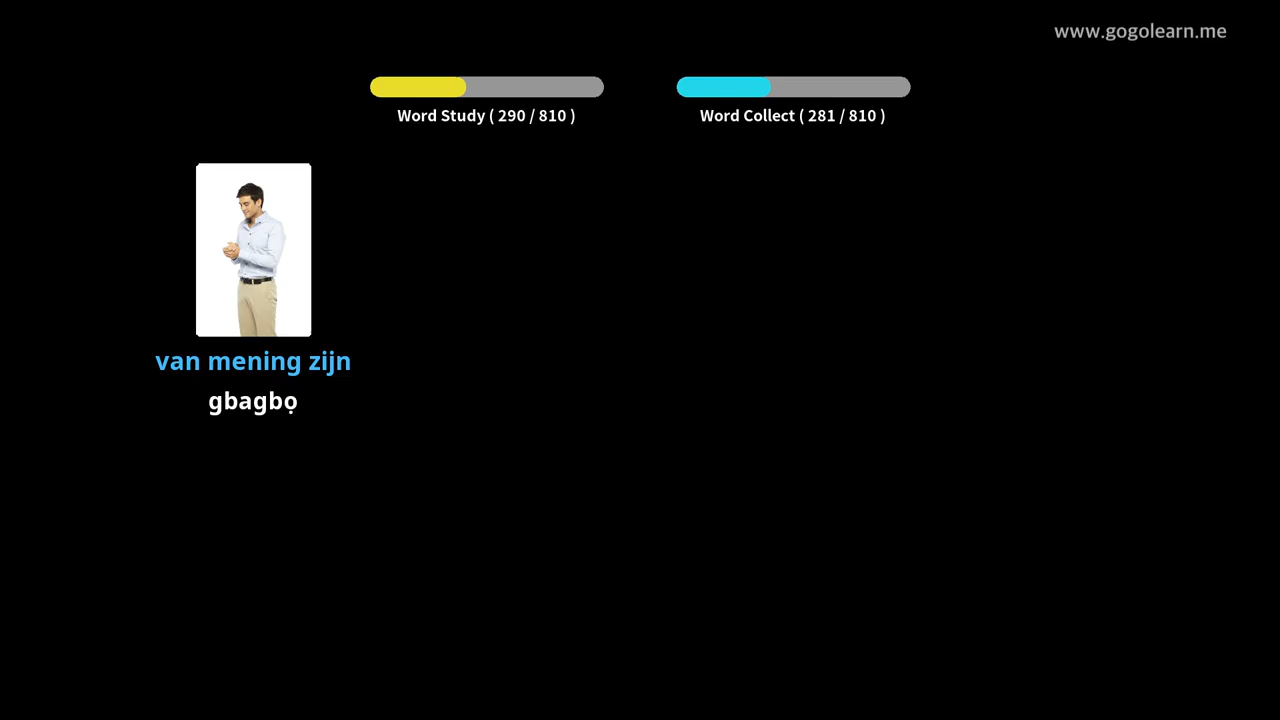 www.gogolearn.me
Word Study ( 290 / 810 )
Word Collect ( 281 / 810 )
van mening zijn
gbagbọ